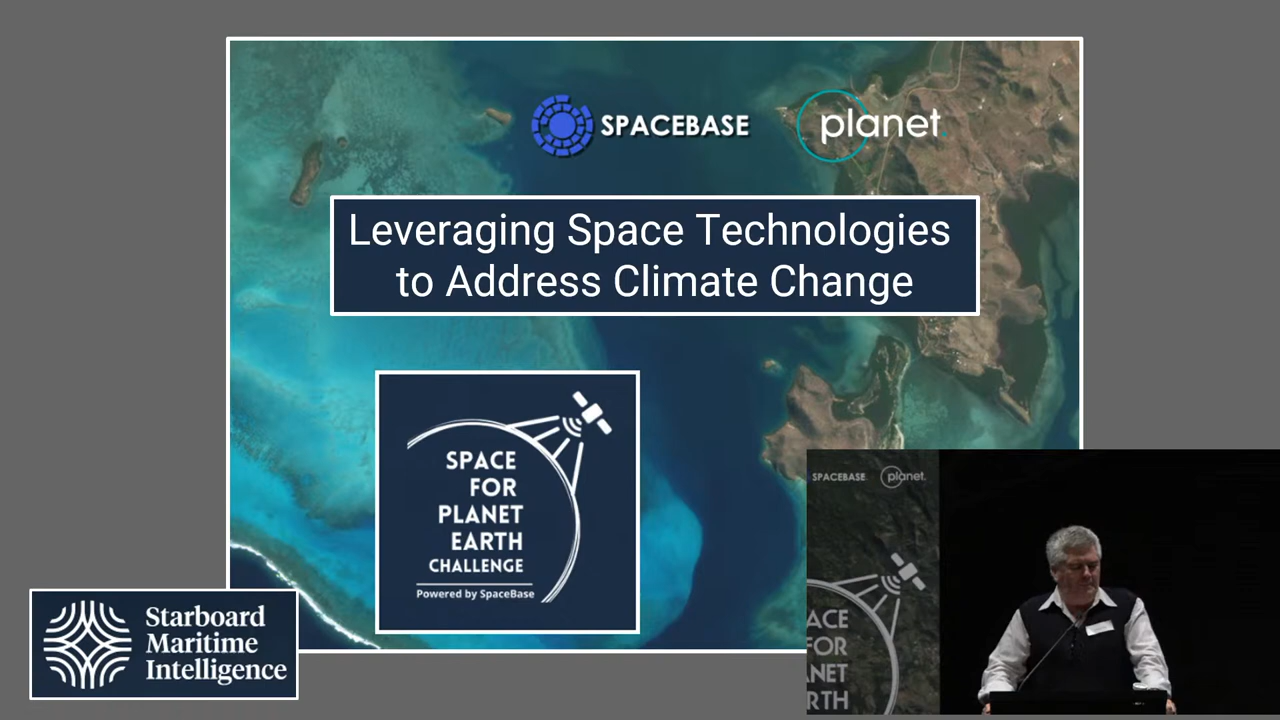 SPACEBASE
planet.
Leveraging Space Technologies
to Address Climate Change
SPACE
FOR
PLANET
EARTH
CHALLENGE
Powered by SpaceBase
Starboard
Maritime
Intelligence
SPACEBASE
planet.
ACE
FOR
ANET
RTH